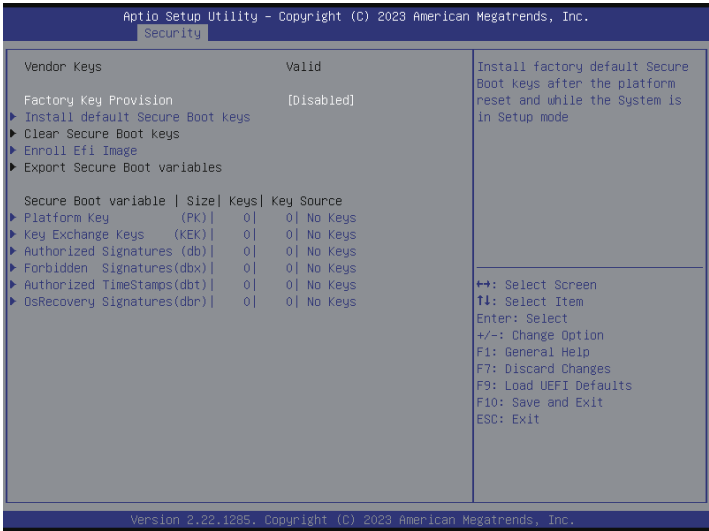 Aptio Setup Utility – Copyright (C) 2023 American Megatrends, Inc.
Security
Vendor Keys Valid
Factory Key Provision [Disabled]
Install default Secure Boot keys
Clear Secure Boot keys
Enroll Efi Image
Export Secure Boot variables
Secure Boot variable | Size| Keys| Key Source
Platform Key (PK)| 0| 0| No Keys
Key Exchange Keys (KEK)| 0| 0| No Keys
Authorized Signatures (db)| 0| 0| No Keys
Forbidden Signatures(dbx)| 0| 0| No Keys
Authorized TimeStamps(dbt)| 0| 0| No Keys
OsRecovery Signatures(dbr)| 0| 0| No Keys
Install factory default Secure
Boot keys after the platform
reset and while the System is
in Setup mode
↔: Select Screen
↑↓: Select Item
Enter: Select
+/-: Change Option
F1: General Help
F7: Discard Changes
F9: Load UEFI Defaults
F10: Save and Exit
ESC: Exit
Version 2.22.1285. Copyright (C) 2023 American Megatrends, Inc.